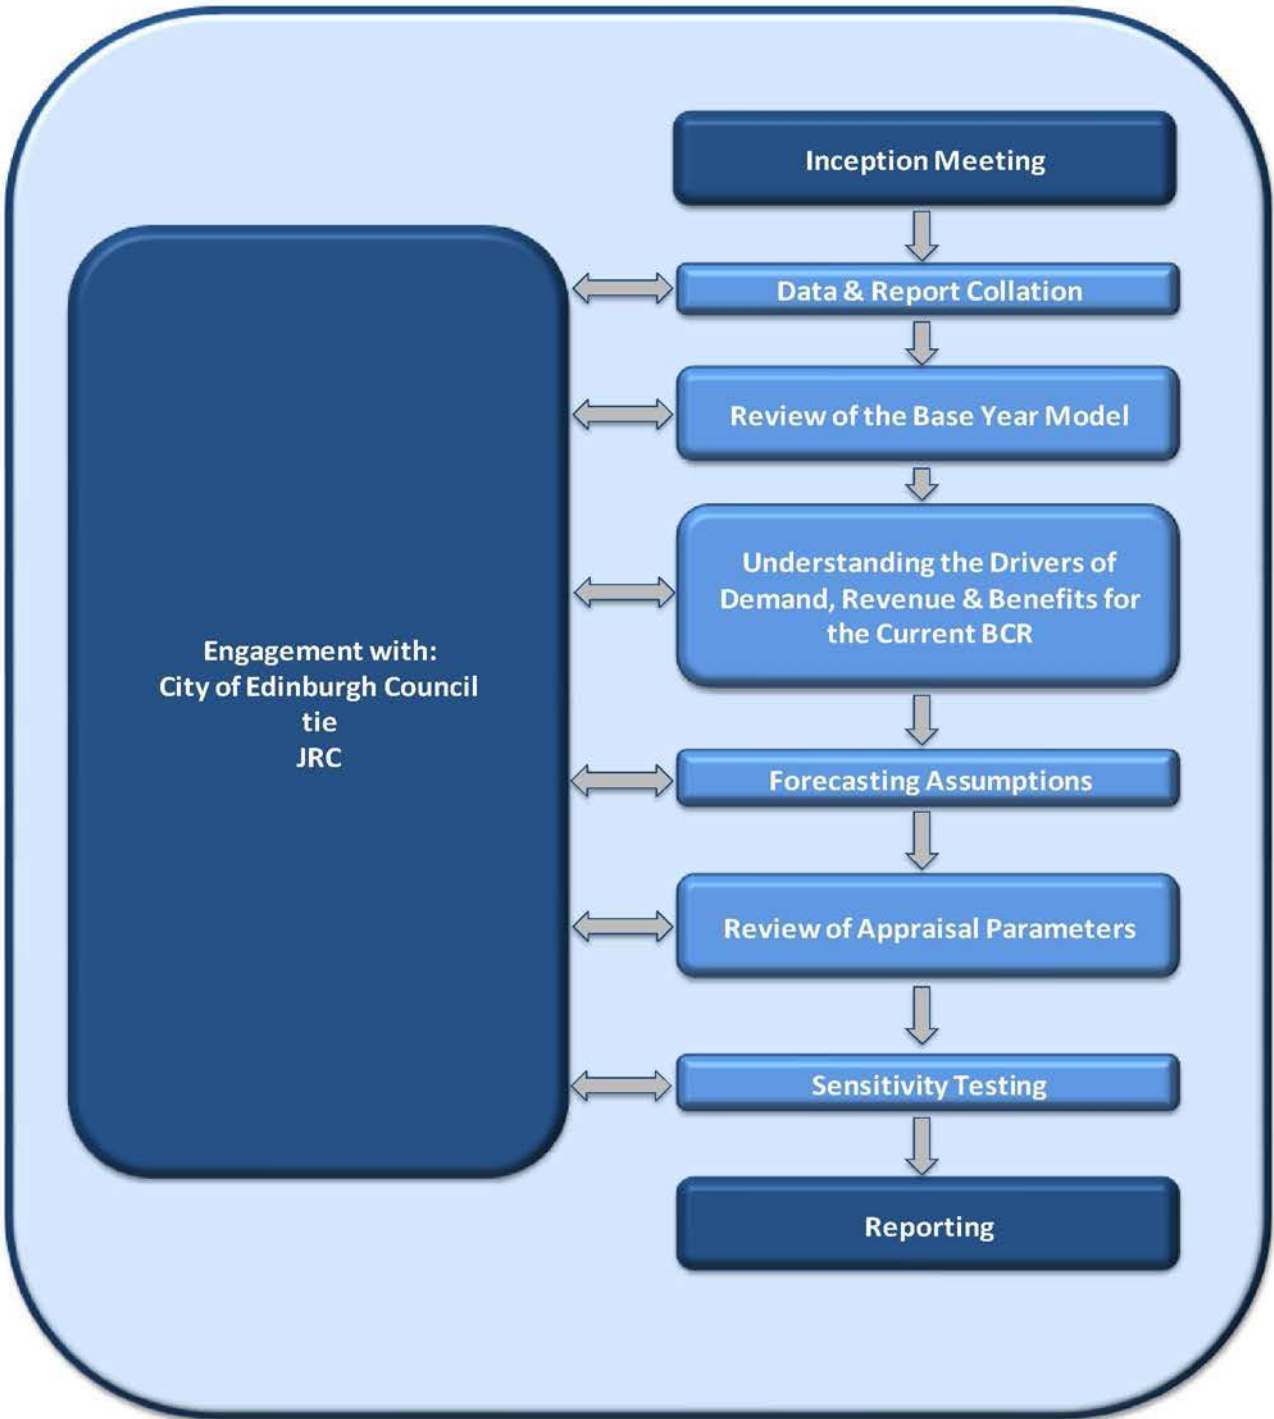 Inception Meeting
Data & Report Collation
Review of the Base Year Model
Understanding the Drivers of
Demand, Revenue & Benefits for
the Current BCR
Engagement with:
City of Edinburgh Council
tie
JRC
Forecasting Assumptions
Review of Appraisal Parameters
Sensitivity Testing
Reporting